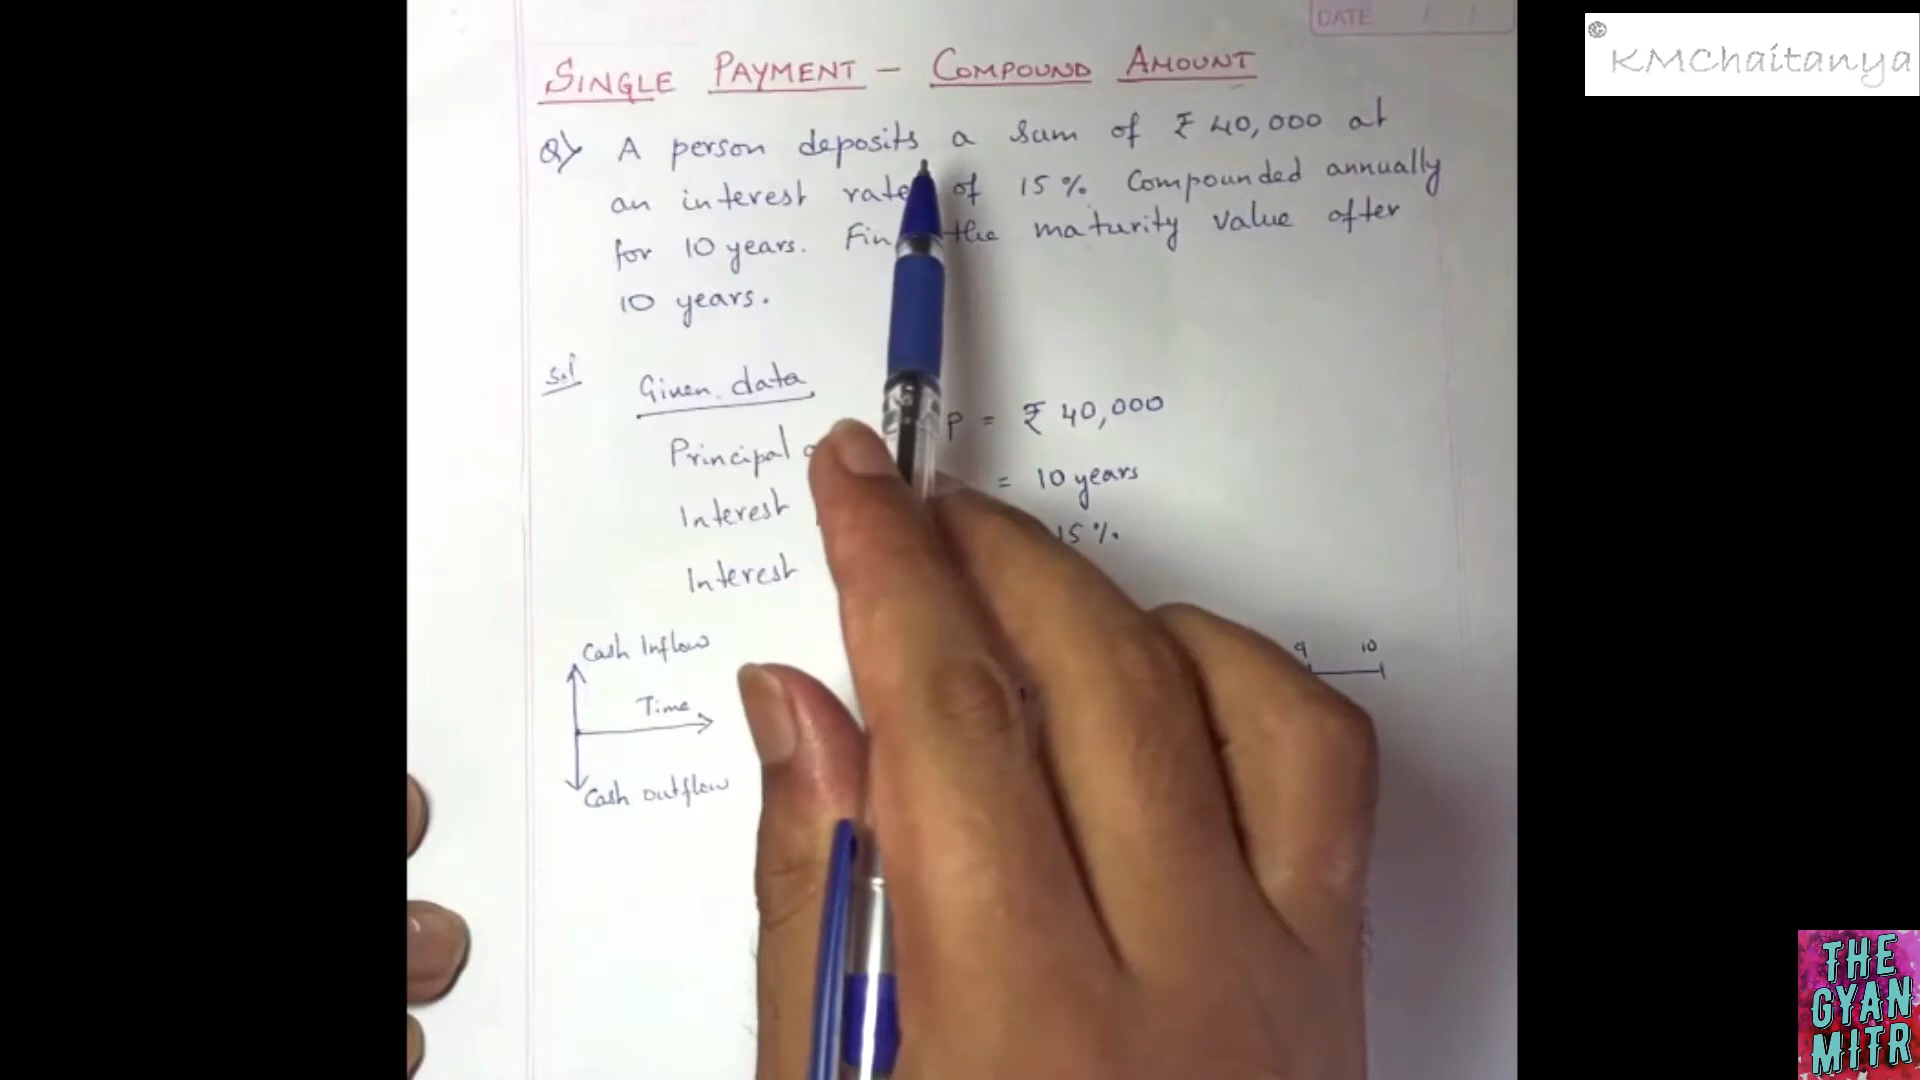 DATE / /
© KMChaitanya
SINGLE PAYMENT - COMPOUND AMOUNT
Q) A person deposits a sum of ₹ 40,000 at
an interest rate of 15% Compounded annually
for 10 years. Fin the maturity value after
10 years.
Sol
Given data
Principal P = ₹ 40,000
Interest = 10 years
Interest 15%
Cash Inflow
Time
Cash outflow
9 10
THE
GYAN
MITR